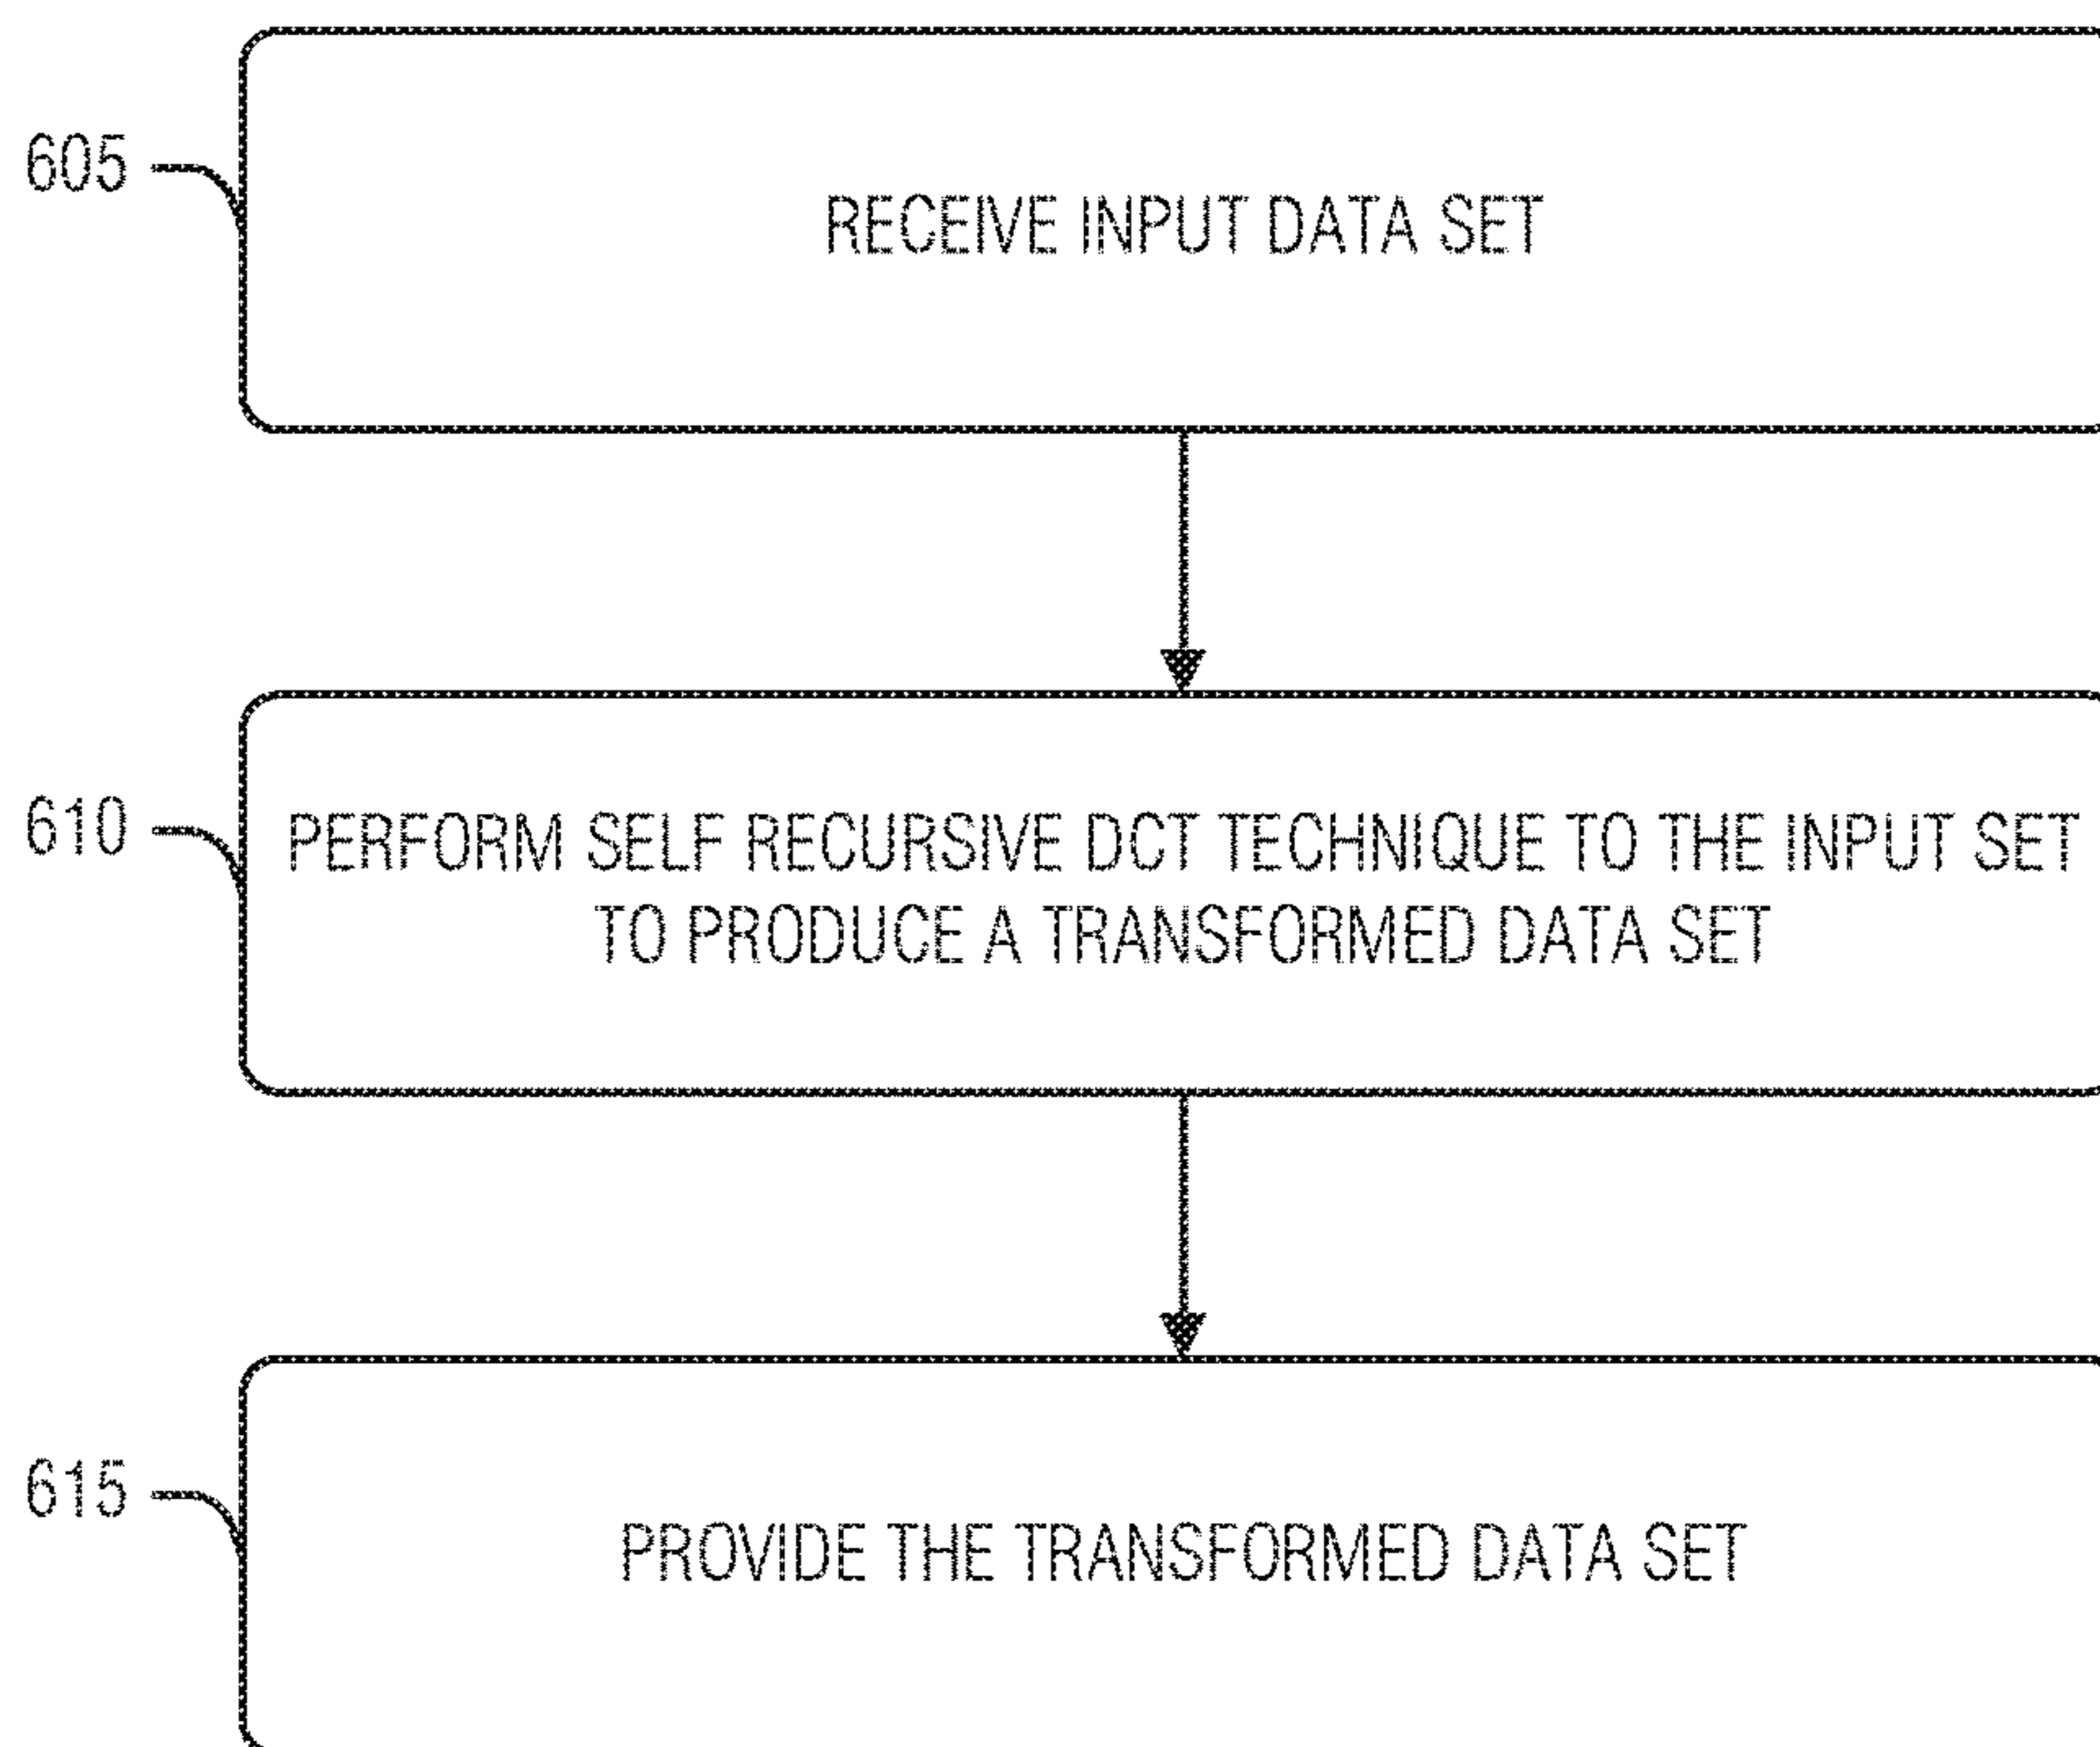 605
RECEIVE INPUT DATA SET
610
PERFORM SELF RECURSIVE DCT TECHNIQUE TO THE INPUT SET
TO PRODUCE A TRANSFORMED DATA SET
615
PROVIDE THE TRANSFORMED DATA SET